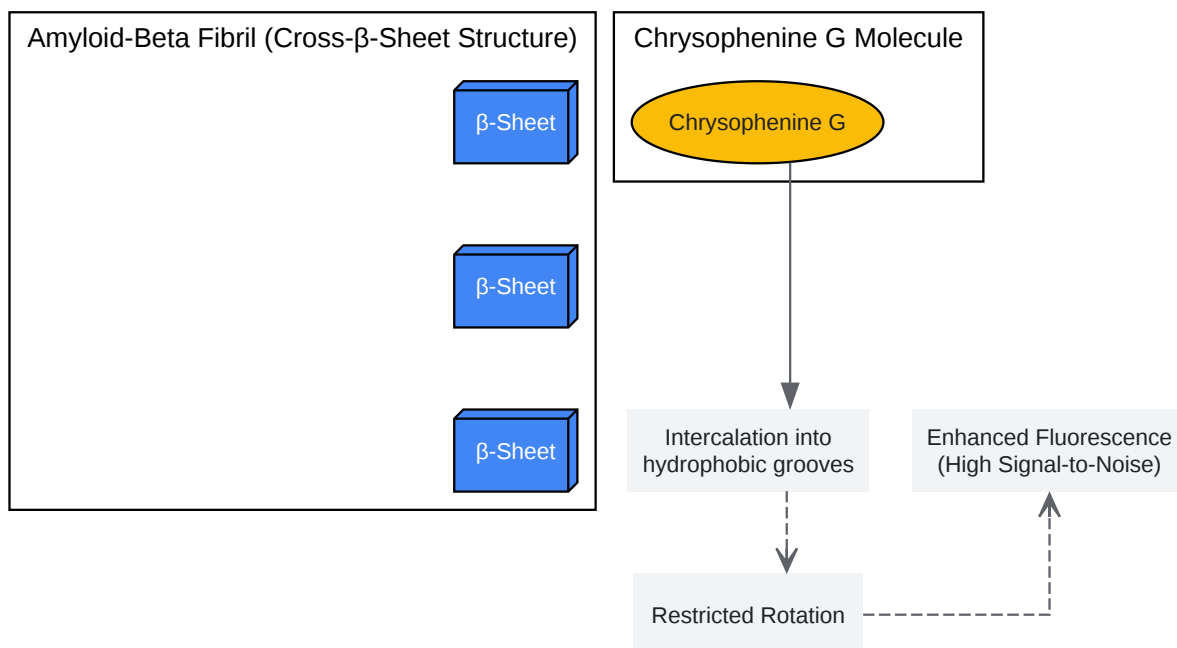 Amyloid-Beta Fibril (Cross-β-Sheet Structure)
β-Sheet
β-Sheet
β-Sheet
Chrysophenine G Molecule
Chrysophenine G
Intercalation into
hydrophobic grooves
Enhanced Fluorescence
(High Signal-to-Noise)
Restricted Rotation